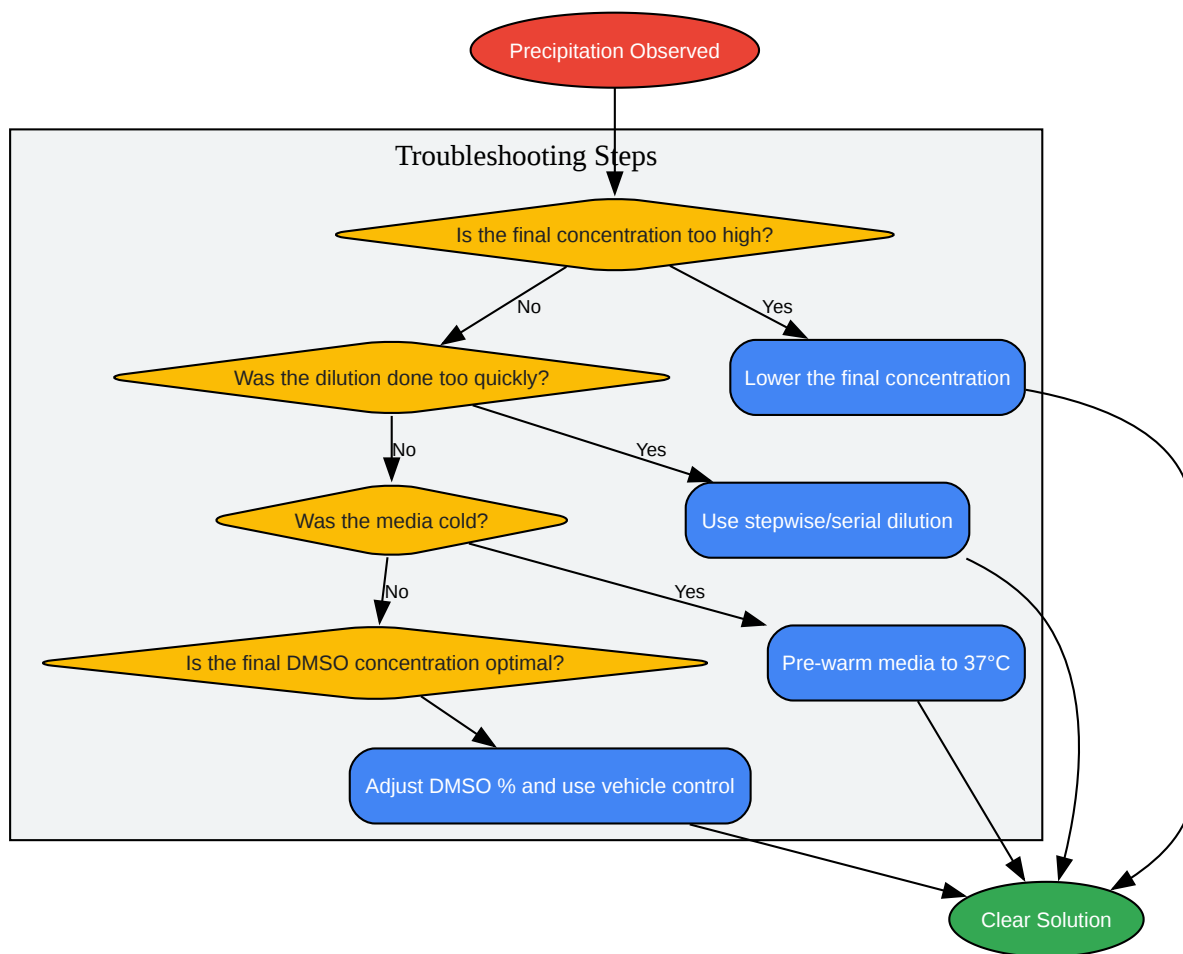 Precipitation Observed
Troubleshooting Steps
Is the final concentration too high?
No
Yes
Was the dilution done too quickly?
Lower the final concentration
No
Yes
Was the media cold?
Use stepwise/serial dilution
No
Yes
Is the final DMSO concentration optimal?
Pre-warm media to 37°C
Adjust DMSO % and use vehicle control
Clear Solution